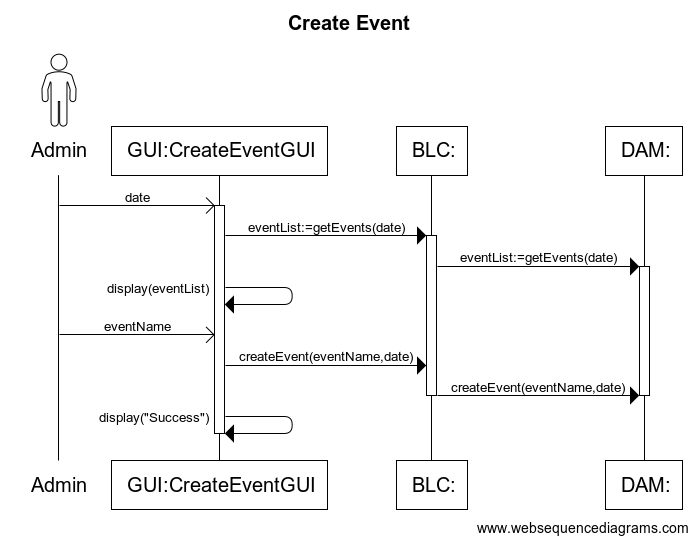 Create Event
Admin
GUI:CreateEventGUI
BLC:
DAM:
date
eventList:=getEvents(date)
eventList:=getEvents(date)
display(eventList)
eventName
createEvent(eventName,date)
createEvent(eventName,date)
display("Success")
Admin
GUI:CreateEventGUI
BLC:
DAM:
www.websequencediagrams.com